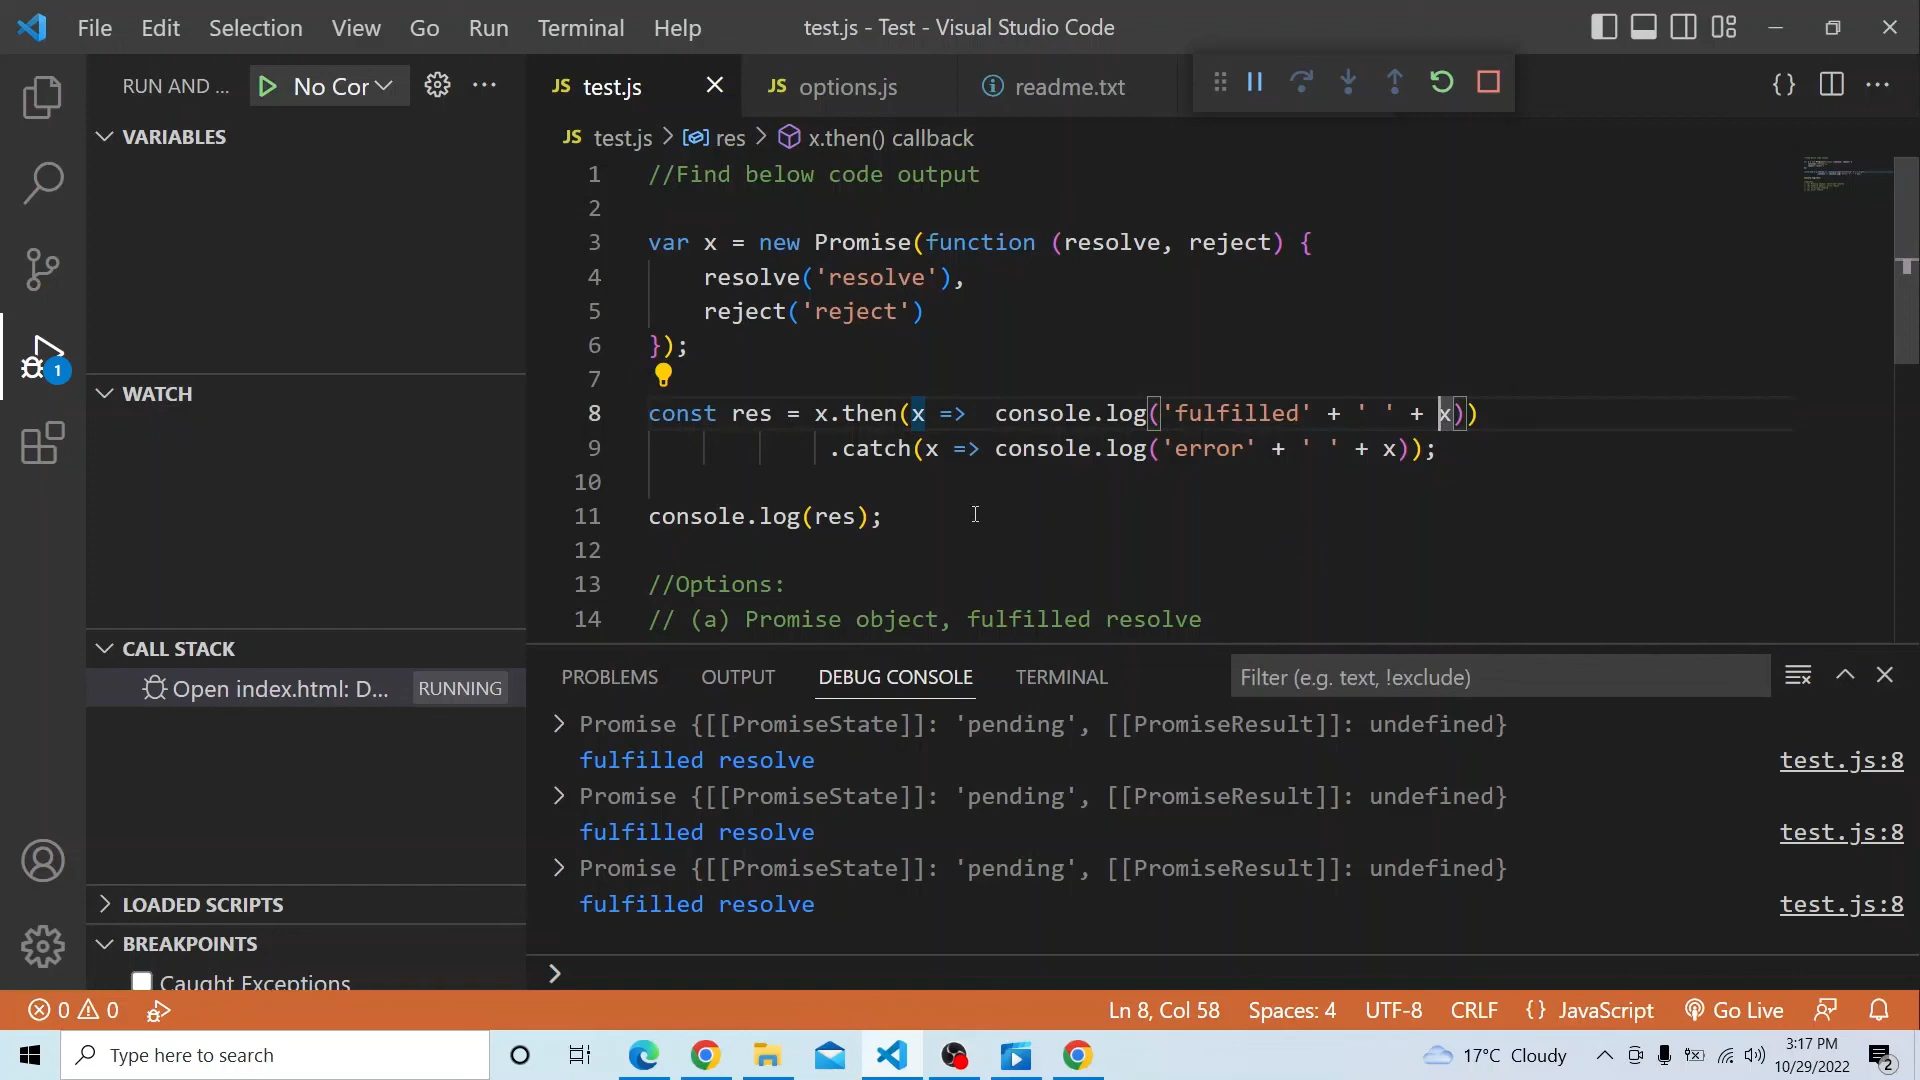 File Edit Selection View Go Run Terminal Help
test.js - Test - Visual Studio Code
RUN AND ...
No Cor
JS test.js
JS options.js
readme.txt
VARIABLES
WATCH
CALL STACK
Open index.html: D...
RUNNING
LOADED SCRIPTS
BREAKPOINTS
Caught Exceptions
1
JS test.js > res > x.then() callback
1 //Find below code output
2
3 var x = new Promise(function (resolve, reject) {
4 resolve('resolve'),
5 reject('reject')
6 });
7
8 const res = x.then(x =>  console.log('fulfilled' + ' ' + x))
9 .catch(x => console.log('error' + ' ' + x));
10
11 console.log(res);
12
13 //Options:
14 // (a) Promise object, fulfilled resolve
PROBLEMS OUTPUT DEBUG CONSOLE TERMINAL
Filter (e.g. text, !exclude)
> Promise {[[PromiseState]]: 'pending', [[PromiseResult]]: undefined}
fulfilled resolve test.js:8
> Promise {[[PromiseState]]: 'pending', [[PromiseResult]]: undefined}
fulfilled resolve test.js:8
> Promise {[[PromiseState]]: 'pending', [[PromiseResult]]: undefined}
fulfilled resolve test.js:8
>
0 0
Ln 8, Col 58 Spaces: 4 UTF-8 CRLF {} JavaScript Go Live
Type here to search
17°C Cloudy
3:17 PM
10/29/2022
2